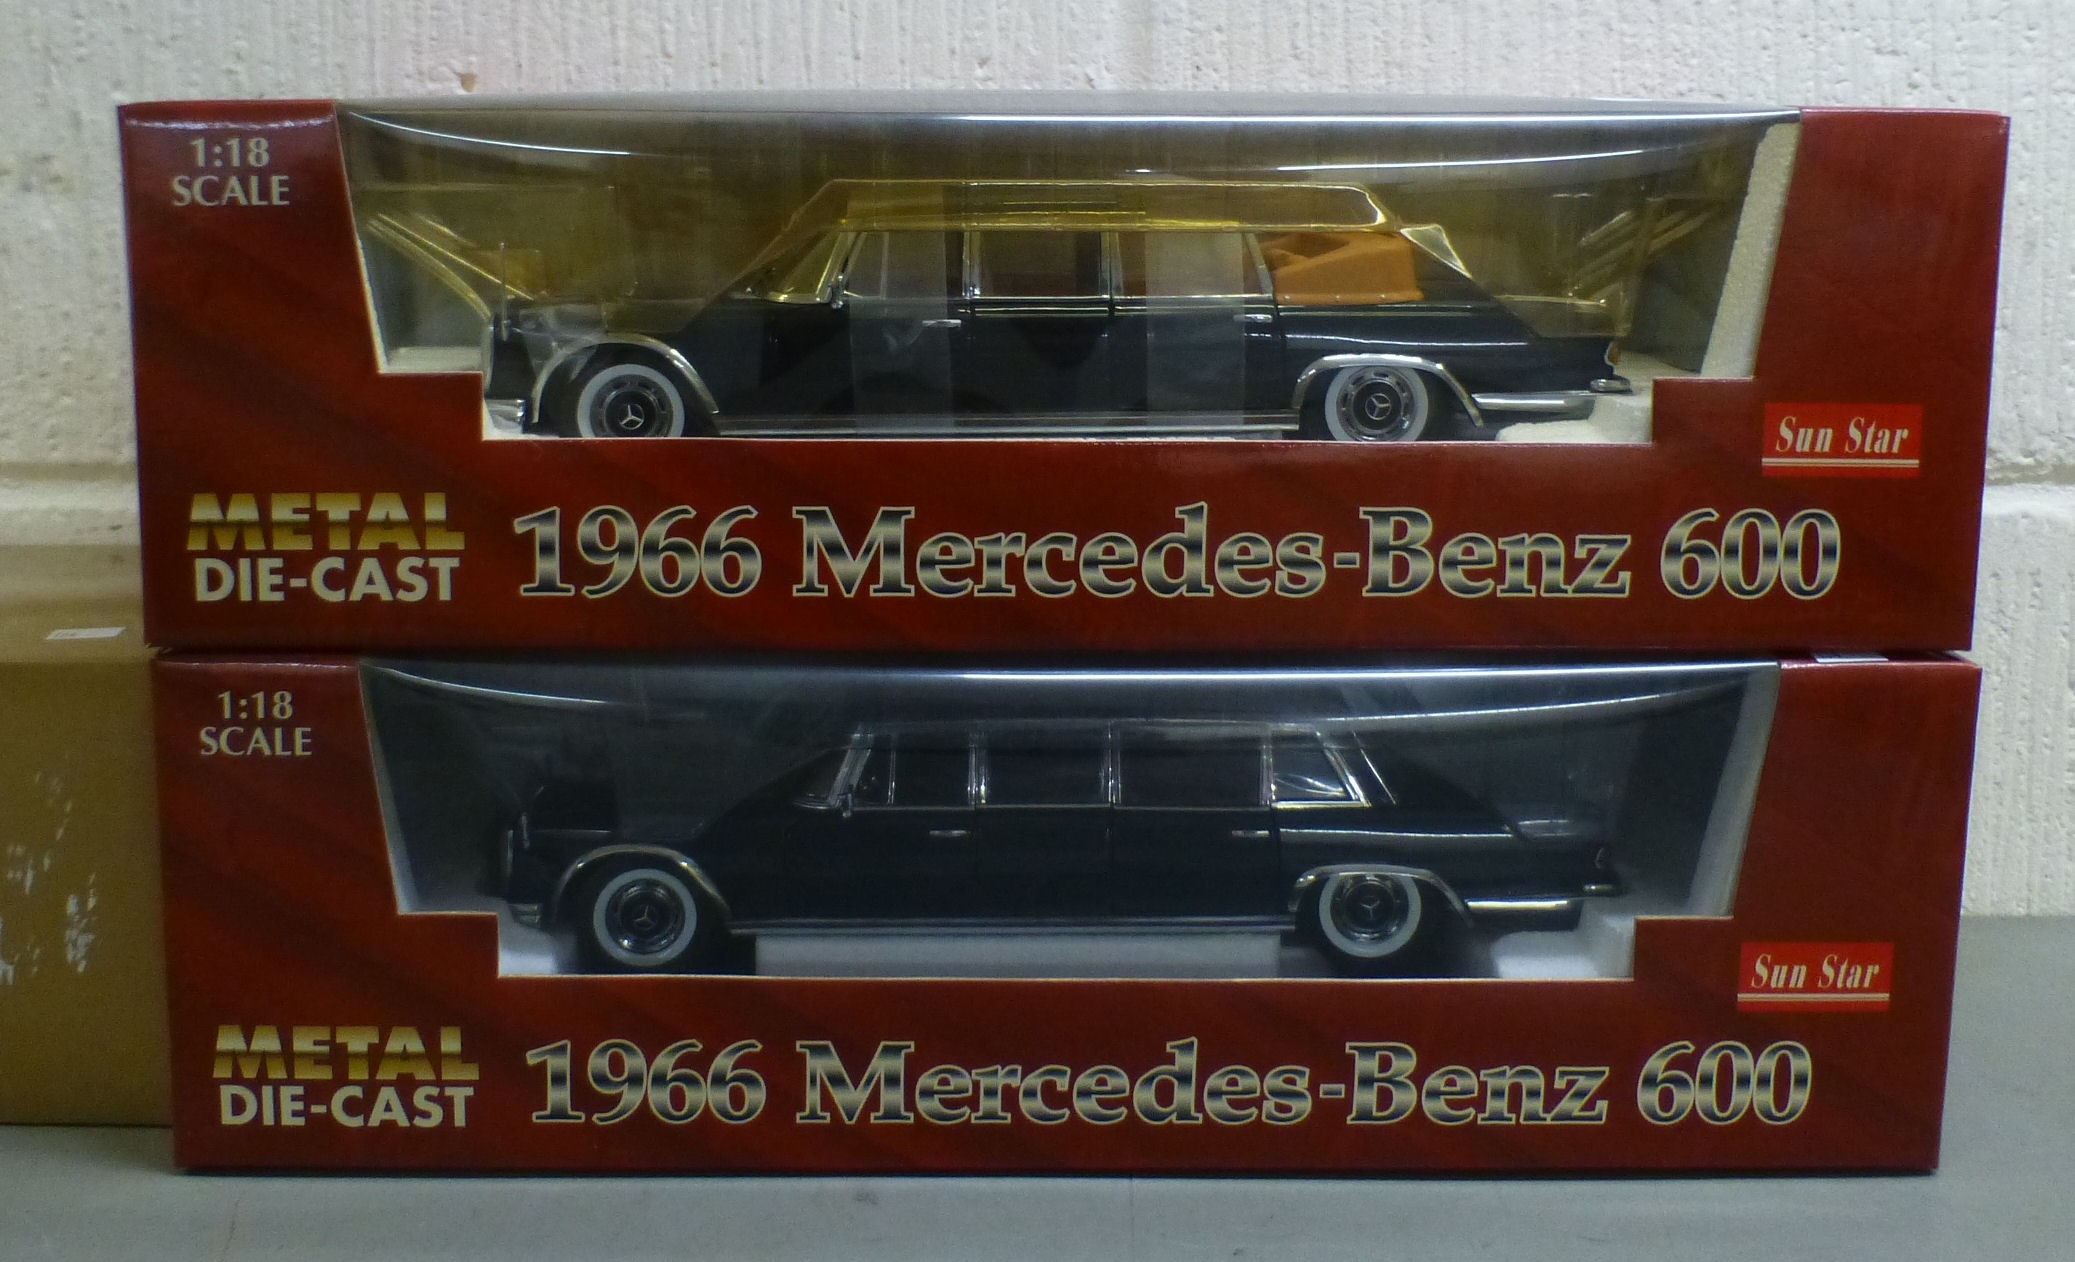 1:18
SCALE
Sun Star
METAL
DIE-CAST
1966 Mercedes-Benz 600
1:18
SCALE
Sun Star
METAL
DIE-CAST
1966 Mercedes-Benz 600